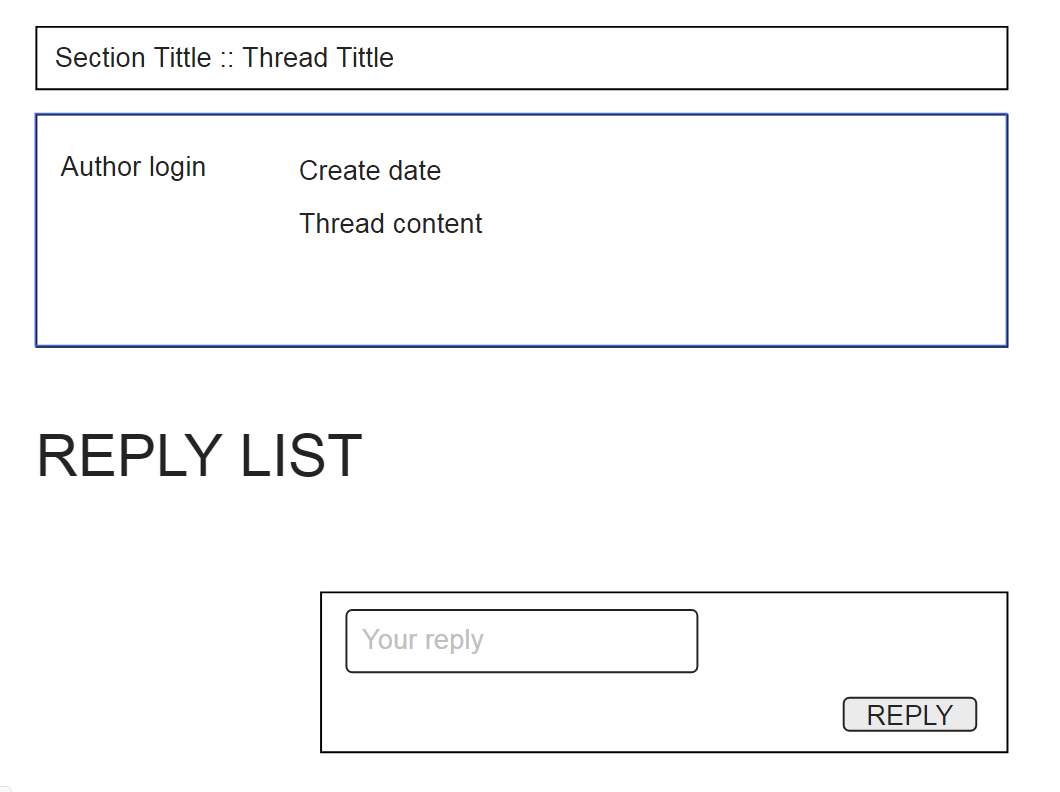 Section Tittle :: Thread Tittle
Author login
Create date
Thread content
REPLY LIST
Your reply
REPLY